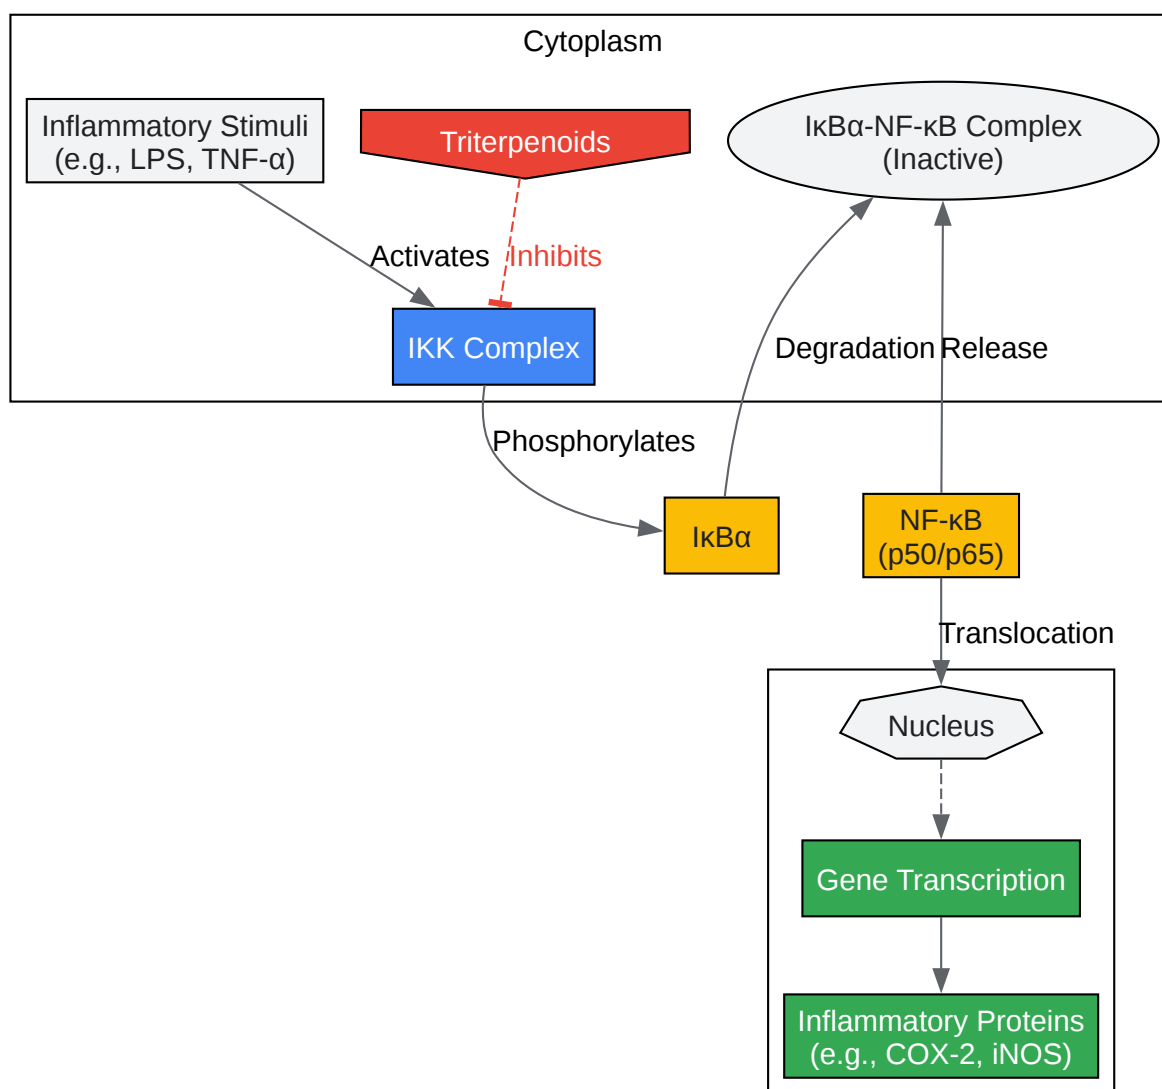 Cytoplasm
Inflammatory Stimuli
(e.g., LPS, TNF-α)
Triterpenoids
IκBα-NF-κB Complex
(Inactive)
Activates
Inhibits
IKK Complex
Degradation
Release
Phosphorylates
IκBα
NF-κB
(p50/p65)
Translocation
Nucleus
Gene Transcription
Inflammatory Proteins
(e.g., COX-2, iNOS)